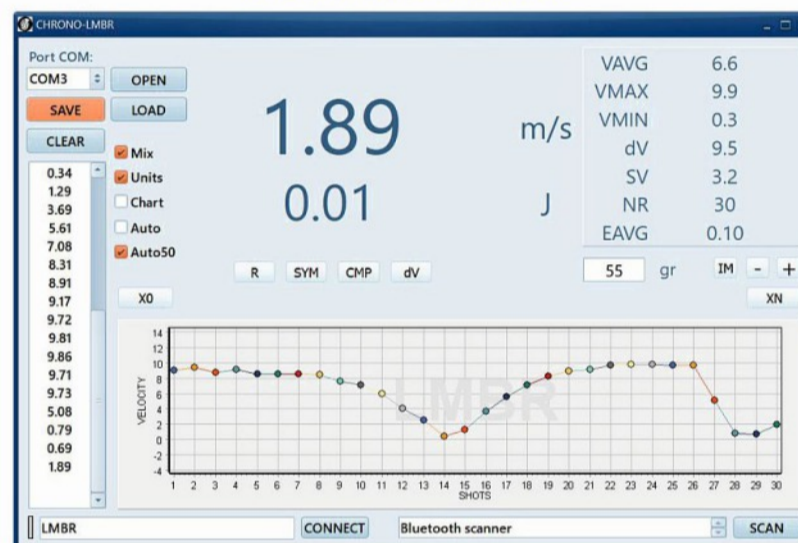 CHRONO-LMBR
Port COM:
COM3
OPEN
SAVE
LOAD
CLEAR
Mix
Units
Chart
Auto
Auto50
0.34
1.29
3.69
5.61
7.08
8.31
8.91
9.17
9.72
9.81
9.86
9.71
9.73
5.08
0.79
0.69
1.89
1.89 m/s
0.01 J
VAVG 6.6
VMAX 9.9
VMIN 0.3
dV 9.5
SV 3.2
NR 30
EAVG 0.10
R SYM CMP dV
55 gr IM - +
X0 XN
LMBR
VELOCITY
14
12
10
8
6
4
2
0
-2
-4
1 2 3 4 5 6 7 8 9 10 11 12 13 14 15 16 17 18 19 20 21 22 23 24 25 26 27 28 29 30
SHOTS
LMBR CONNECT Bluetooth scanner SCAN